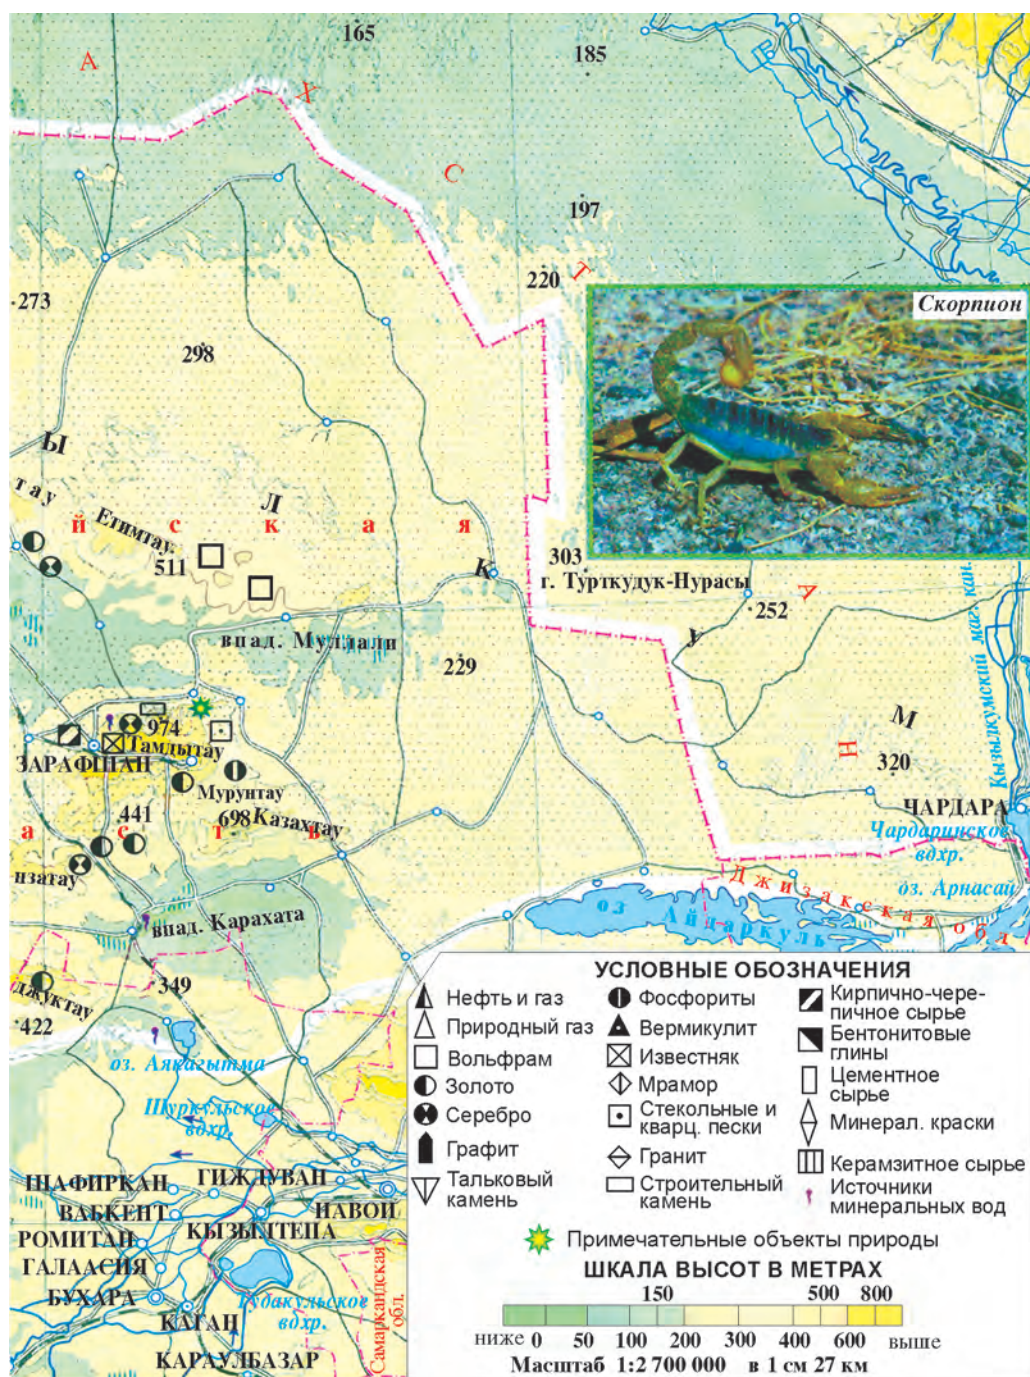 165
А
185
Х
С
197
220
Т
Скорпион
273
298
Ы
Л
тау
й с к а я
Етимтау
511
К
303
г. Турткудук-Нурасы
А
252
впад. Муллали
У
229
Кызылкумский маг. кан.
М
Н
320
974
Тамдытау
ЗАРАФШАН
Мурунтау
441
698 Казахтау
а с т ь
ЧАРДАРА
Чардаринское
вдхр.
нзатау
Джизакская обл.
оз. Арнасай
оз Айдаркуль
впад. Карахата
джуктау
349
422
оз. Аякагытма
Шуркульское
вдхр.
ШАФИРКАН
ГИЖДУВАН
ВАБКЕНТ
НАВОИ
РОМИТАН
КЫЗЫЛТЕПА
ГАЛААСИЯ
БУХАРА
Тудакульское
вдхр.
КАГАН
КАРАУЛБАЗАР
Самаркандская
обл.
УСЛОВНЫЕ ОБОЗНАЧЕНИЯ
Нефть и газ
Природный газ
Вольфрам
Золото
Серебро
Графит
Тальковый
камень
Фосфориты
Вермикулит
Известняк
Мрамор
Стекольные и
кварц. пески
Гранит
Строительный
камень
Кирпично-чере-
пичное сырье
Бентонитовые
глины
Цементное
сырье
Минерал. краски
Керамзитное сырье
Источники
минеральных вод
Примечательные объекты природы
ШКАЛА ВЫСОТ В МЕТРАХ
150 500 800
ниже 0 50 100 200 300 400 600 выше
Масштаб 1:2 700 000 в 1 см 27 км